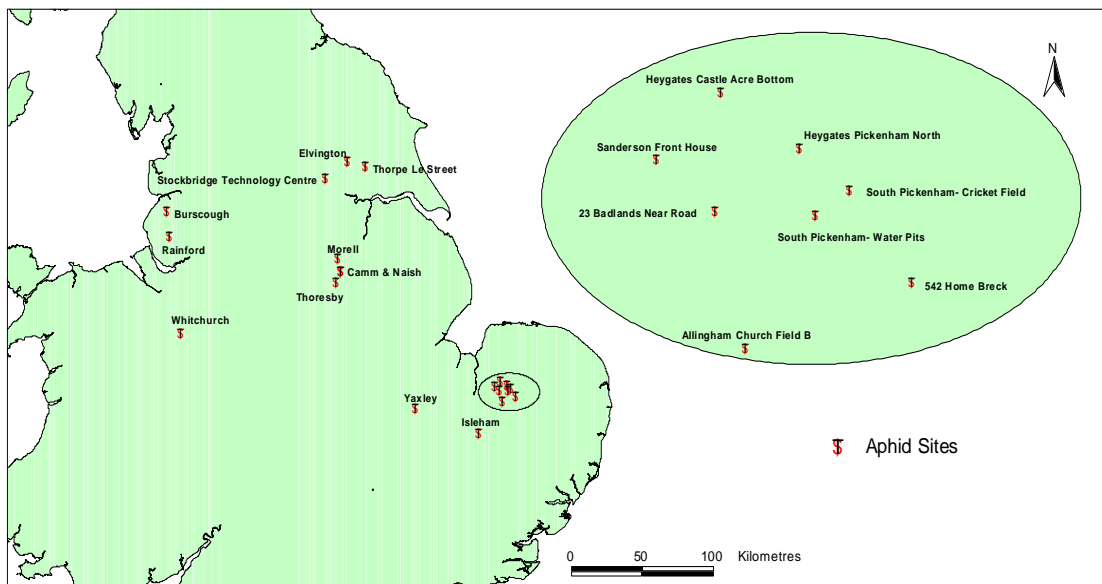 N
Heygates Castle Acre Bottom
Heygates Pickenham North
Sanderson Front House
South Pickenham- Cricket Field
23 Badlands Near Road
South Pickenham- Water Pits
542 Home Breck
Allingham Church Field B
Elvington
Thorpe Le Street
Stockbridge Technology Centre
Burscough
Rainford
Morell
Camm & Naish
Thoresby
Whitchurch
Yaxley
Isleham
Aphid Sites
0 50 100 Kilometres